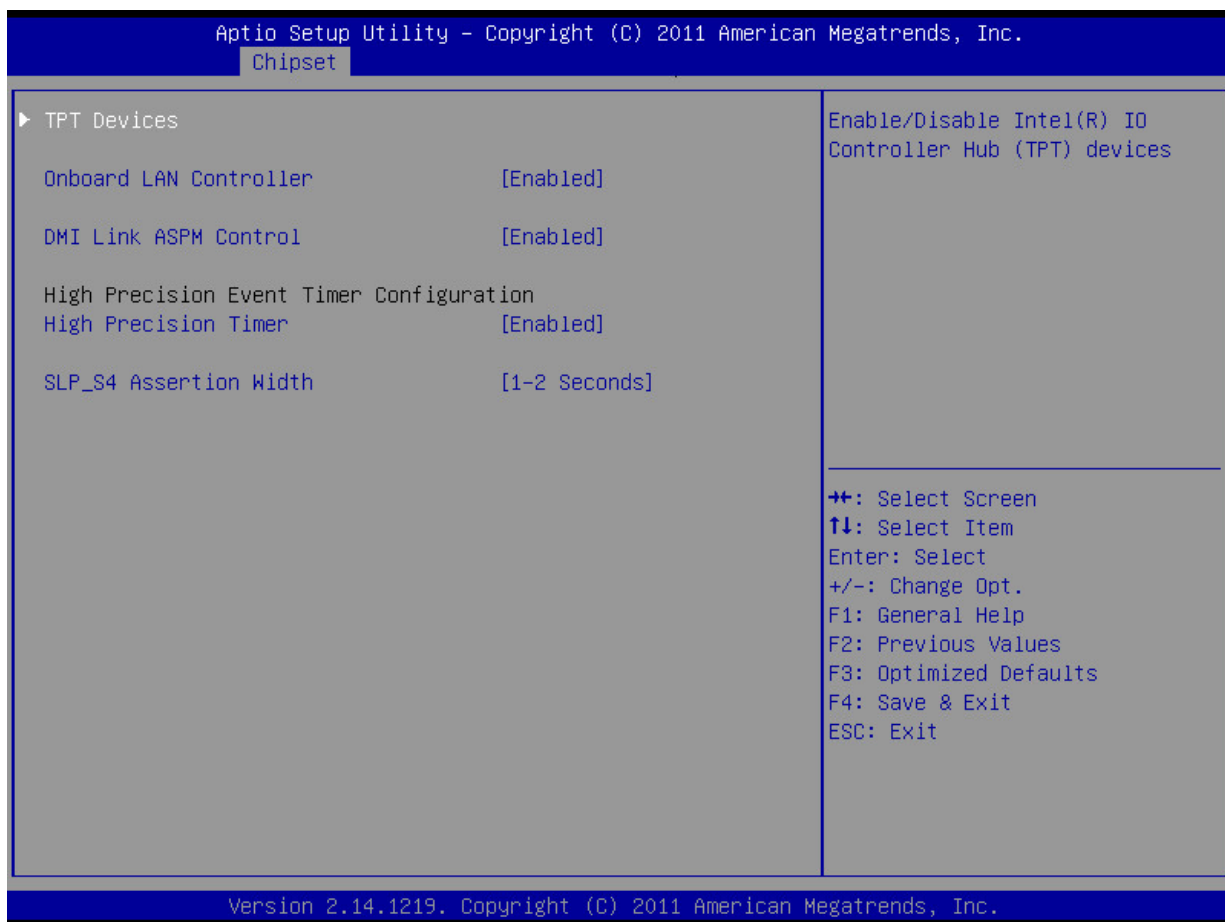 Aptio Setup Utility – Copyright (C) 2011 American Megatrends, Inc.
Chipset
► TPT Devices
Onboard LAN Controller [Enabled]
DMI Link ASPM Control [Enabled]
High Precision Event Timer Configuration
High Precision Timer [Enabled]
SLP_S4 Assertion Width [1-2 Seconds]
Enable/Disable Intel(R) IO
Controller Hub (TPT) devices
→←: Select Screen
↑↓: Select Item
Enter: Select
+/-: Change Opt.
F1: General Help
F2: Previous Values
F3: Optimized Defaults
F4: Save & Exit
ESC: Exit
Version 2.14.1219. Copyright (C) 2011 American Megatrends, Inc.